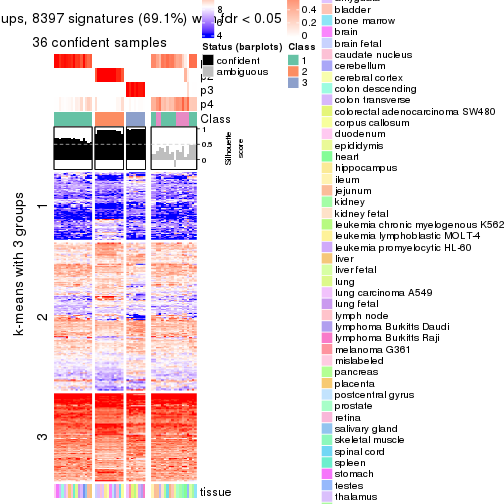 ups, 8397 signatures (69.1%) with fdr < 0.05
36 confident samples
p2
p3
p4
Class
1
0.5
0
Silhouette
score
k-means with 3 groups
1
2
3
tissue
8
6
4
Status (barplots)
confident
ambiguous
0.4
0.2
0
Class
1
2
3
bladder
bone marrow
brain
brain fetal
caudate nucleus
cerebellum
cerebral cortex
colon descending
colon transverse
colorectal adenocarcinoma SW480
corpus callosum
duodenum
epididymis
heart
hippocampus
ileum
jejunum
kidney
kidney fetal
leukemia chronic myelogenous K562
leukemia lymphoblastic MOLT-4
leukemia promyelocytic HL-60
liver
liver fetal
lung
lung carcinoma A549
lung fetal
lymph node
lymphoma Burkitts Daudi
lymphoma Burkitts Raji
melanoma G361
mislabeled
pancreas
placenta
postcentral gyrus
prostate
retina
salivary gland
skeletal muscle
spinal cord
spleen
stomach
testes
thalamus